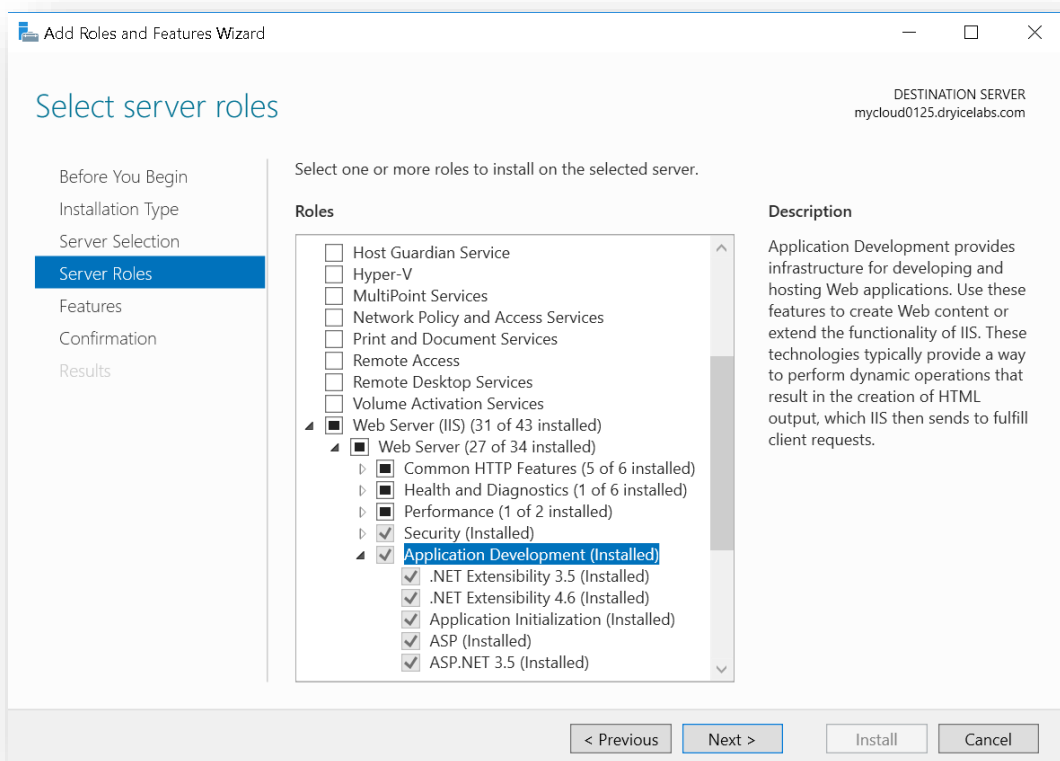 Add Roles and Features Wizard
Select server roles
DESTINATION SERVER
mycloud0125.dryicelabs.com
Before You Begin
Installation Type
Server Selection
Server Roles
Features
Confirmation
Results
Select one or more roles to install on the selected server.
Roles
Host Guardian Service
Hyper-V
MultiPoint Services
Network Policy and Access Services
Print and Document Services
Remote Access
Remote Desktop Services
Volume Activation Services
Web Server (IIS) (31 of 43 installed)
Web Server (27 of 34 installed)
Common HTTP Features (5 of 6 installed)
Health and Diagnostics (1 of 6 installed)
Performance (1 of 2 installed)
Security (Installed)
Application Development (Installed)
.NET Extensibility 3.5 (Installed)
.NET Extensibility 4.6 (Installed)
Application Initialization (Installed)
ASP (Installed)
ASP.NET 3.5 (Installed)
Description
Application Development provides
infrastructure for developing and
hosting Web applications. Use these
features to create Web content or
extend the functionality of IIS. These
technologies typically provide a way
to perform dynamic operations that
result in the creation of HTML
output, which IIS then sends to fulfill
client requests.
< Previous
Next >
Install
Cancel